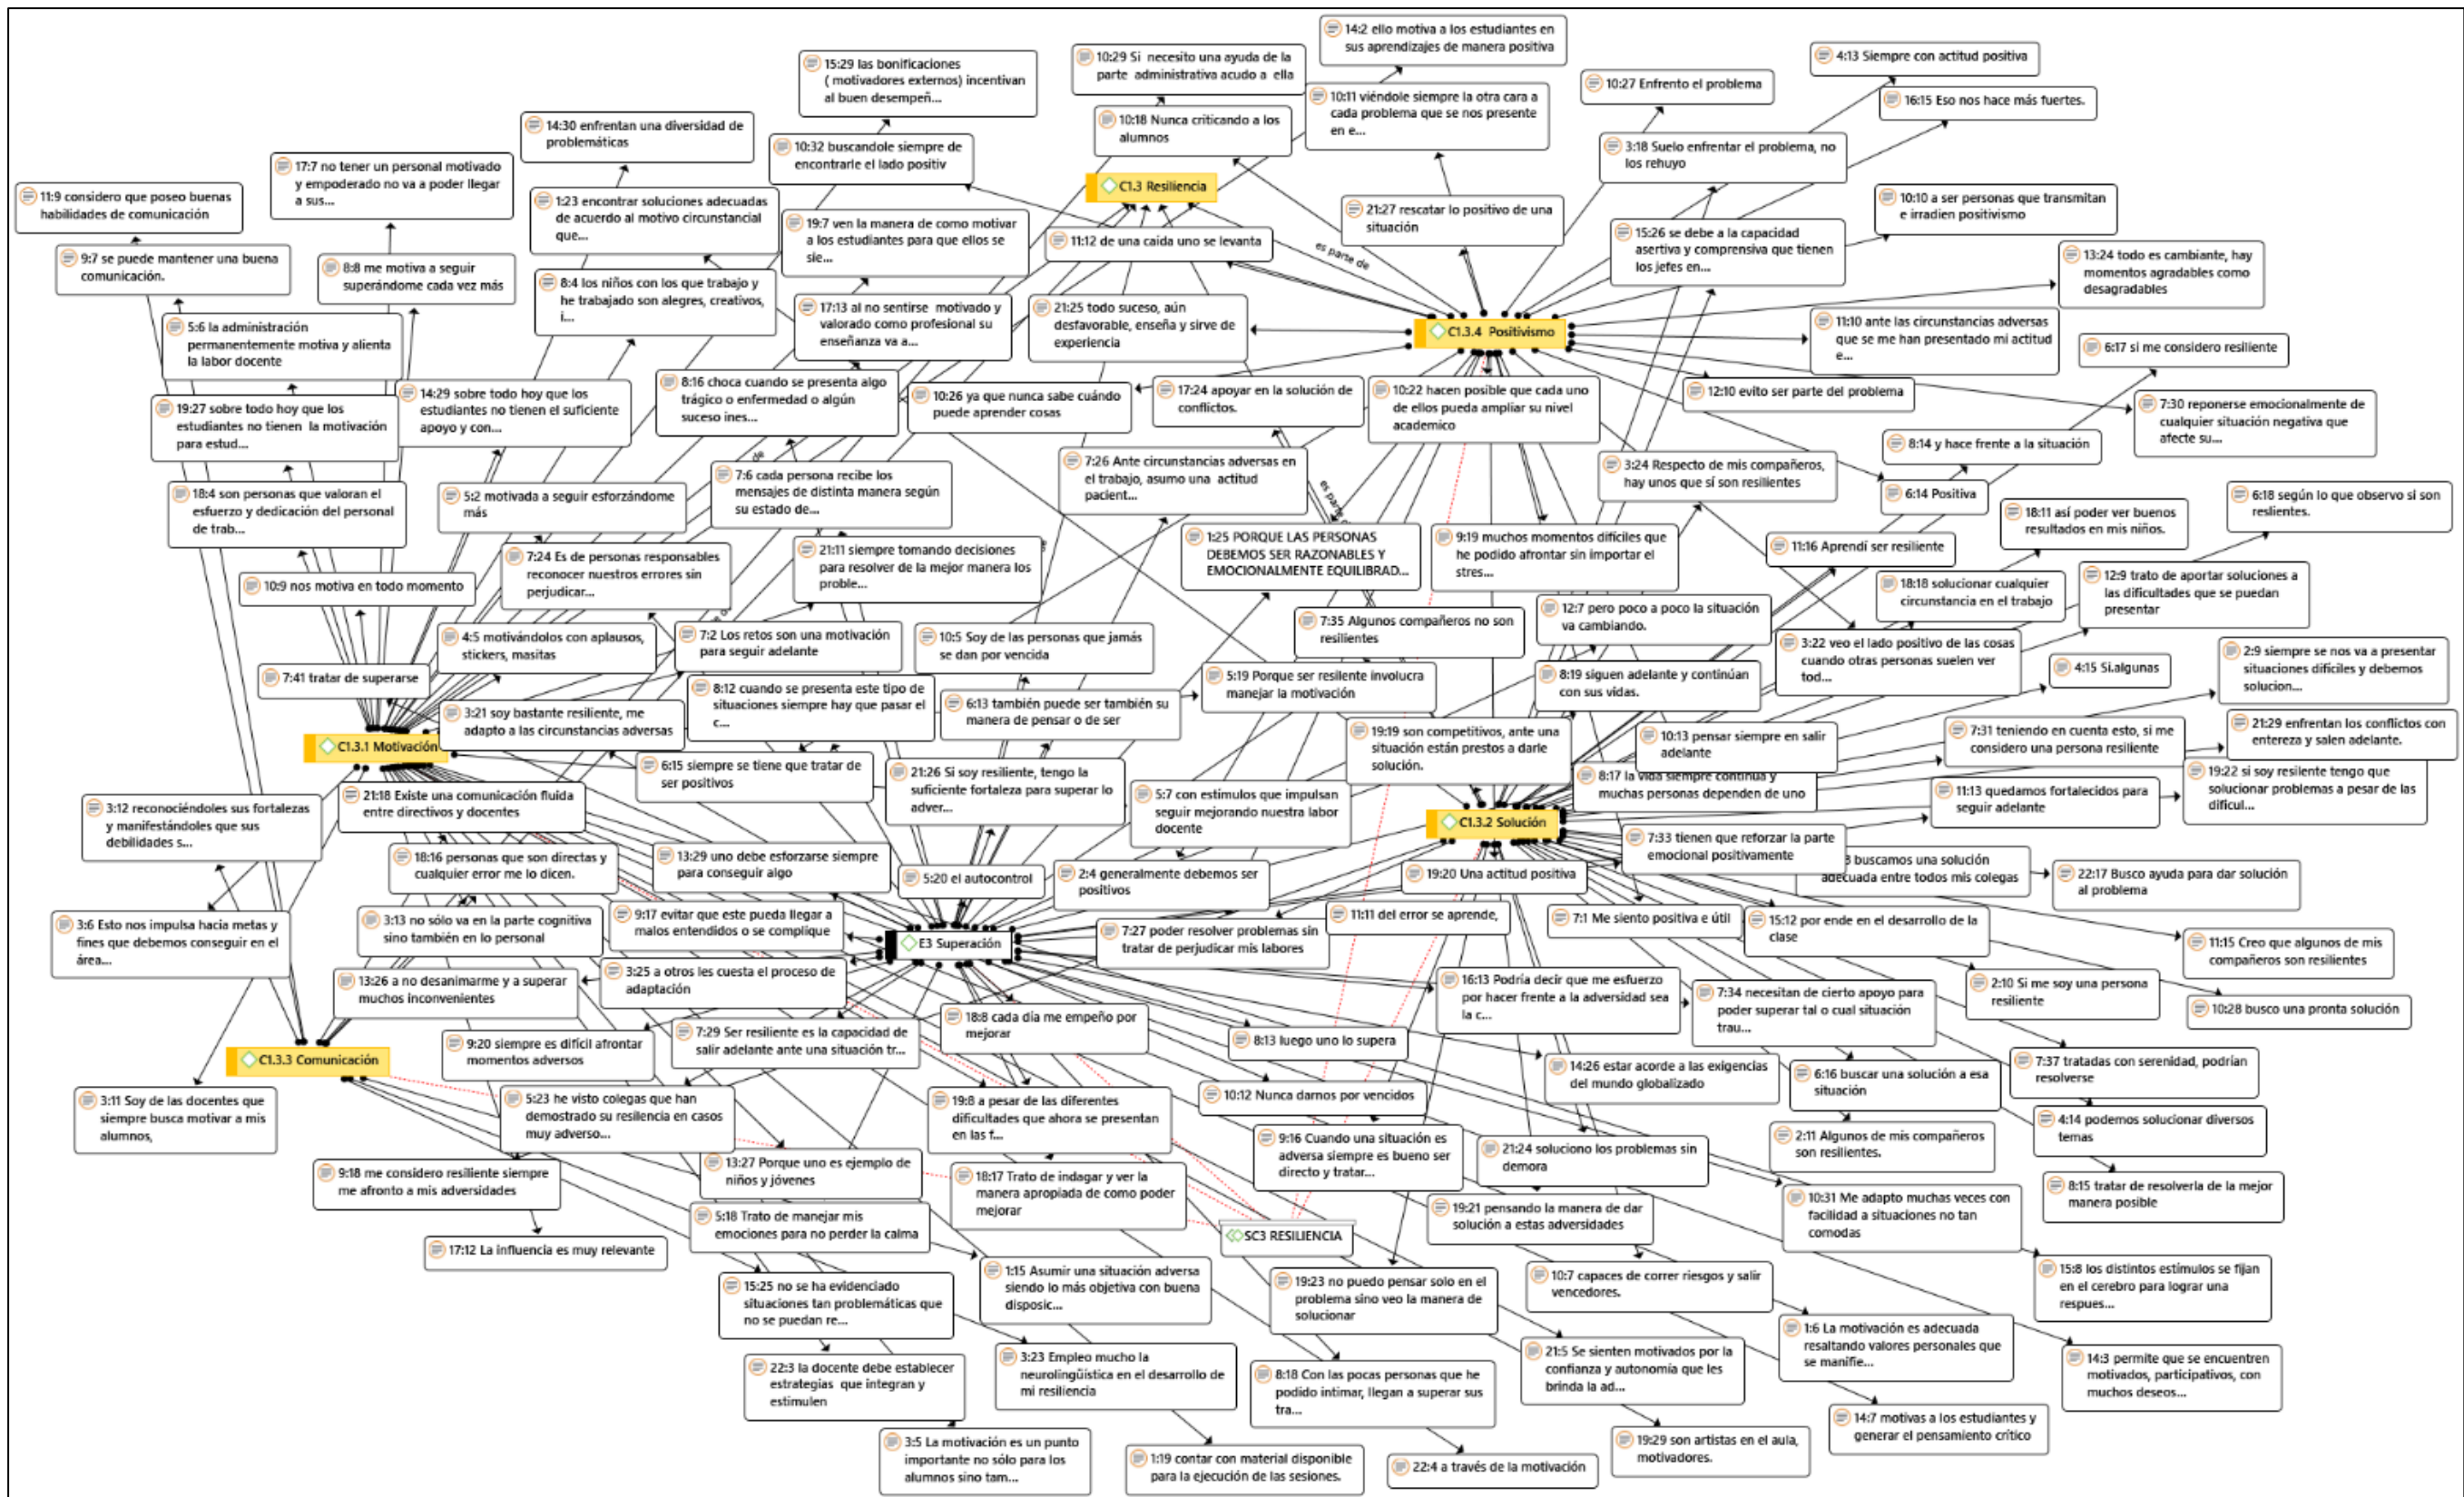 14:2 ello motiva a los estudiantes en
sus aprendizajes de manera positiva
4:13 Siempre con actitud positiva
10:29 Si necesito una ayuda de la
parte administrativa acudo a ella
15:29 las bonificaciones
( motivadores externos) incentivan
al buen desempeñ...
10:27 Enfrento el problema
10:11 viéndole siempre la otra cara a
cada problema que se nos presente
en e...
16:15 Eso nos hace más fuertes.
10:18 Nunca criticando a los
alumnos
14:30 enfrentan una diversidad de
problemáticas
10:32 buscandole siempre de
encontrarle el lado positiv
3:18 Suelo enfrentar el problema, no
los rehuyo
17:7 no tener un personal motivado
y empoderado no va a poder llegar
a sus...
C1.3 Resiliencia
11:9 considero que poseo buenas
habilidades de comunicación
1:23 encontrar soluciones adecuadas
de acuerdo al motivo circunstancial
que...
10:10 a ser personas que transmitan
e irradien positivismo
21:27 rescatar lo positivo de una
situación
19:7 ven la manera de como motivar
a los estudiantes para que ellos se
sie...
15:26 se debe a la capacidad
asertiva y comprensiva que tienen
los jefes en...
11:12 de una caída uno se levanta
es parte de
9:7 se puede mantener una buena
comunicación.
8:8 me motiva a seguir
superándome cada vez más
13:24 todo es cambiante, hay
momentos agradables como
desagradables
8:4 los niños con los que trabajo y
he trabajado son alegres, creativos,
i...
17:13 al no sentirse motivado y
valorado como profesional su
enseñanza va a...
21:25 todo suceso, aún
desfavorable, enseña y sirve de
experiencia
C1.3.4 Positivismo
11:10 ante las circunstancias adversas
que se me han presentado mi actitud
e...
5:6 la administración
permanentemente motiva y alienta
la labor docente
6:17 si me considero resiliente
8:16 choca cuando se presenta algo
trágico o enfermedad o algún
suceso ines...
14:29 sobre todo hoy que los
estudiantes no tienen el suficiente
apoyo y con...
10:26 ya que nunca sabe cuándo
puede aprender cosas
17:24 apoyar en la solución de
conflictos.
10:22 hacen posible que cada uno
de ellos pueda ampliar su nivel
academico
12:10 evito ser parte del problema
19:27 sobre todo hoy que los
estudiantes no tienen la motivación
para estud...
7:30 reponerse emocionalmente de
cualquier situación negativa que
afecte su....
8:14 y hace frente a la situación
de
7:26 Ante circunstancias adversas en
el trabajo, asumo una actitud
pacient...
3:24 Respecto de mis compañeros,
hay unos que sí son resilientes
7:6 cada persona recibe los
mensajes de distinta manera según
su estado de...
18:4 son personas que valoran el
esfuerzo y dedicación del personal
de trab...
5:2 motivada a seguir esforzándome
más
6:14 Positiva
6:18 según lo que observo si son
reslientes.
es parte
18:11 así poder ver buenos
resultados en mis niños.
1:25 PORQUE LAS PERSONAS
DEBEMOS SER RAZONABLES Y
EMOCIONALMENTE EQUILIBRAD...
9:19 muchos momentos difíciles que
he podido afrontar sin importar el
stres...
11:16 Aprendí ser resiliente
7:24 Es de personas responsables
reconocer nuestros errores sin
perjudicar...
21:11 siempre tomando decisiones
para resolver de la mejor manera los
proble...
10:9 nos motiva en todo momento
18:18 solucionar cualquier
circunstancia en el trabajo
12:9 trato de aportar soluciones a
las dificultades que se puedan
presentar
12:7 pero poco a poco la situación
va cambiando.
7:35 Algunos compañeros no son
resilientes
4:5 motivándolos con aplausos,
stickers, masitas
7:2 Los retos son una motivación
para seguir adelante
10:5 Soy de las personas que jamás
se dan por vencida
3:22 veo el lado positivo de las cosas
cuando otras personas suelen ver
tod...
2:9 siempre se nos va a presentar
situaciones difíciles y debemos
solucion...
4:15 Si.algunas
7:41 tratar de superarse
5:19 Porque ser resilente involucra
manejar la motivación
8:19 siguen adelante y continúan
con sus vidas.
8:12 cuando se presenta este tipo de
situaciones siempre hay que pasar el
c...
6:13 también puede ser también su
manera de pensar o de ser
3:21 soy bastante resiliente, me
adapto a las circunstancias adversas
19:19 son competitivos, ante una
situación están prestos a darle
solución.
10:13 pensar siempre en salir
adelante
7:31 teniendo en cuenta esto, si me
considero una persona resiliente
21:29 enfrentan los conflictos con
entereza y salen adelante.
C1.3.1 Motivación
6:15 siempre se tiene que tratar de
ser positivos
21:26 Si soy resiliente, tengo la
suficiente fortaleza para superar lo
adver...
8:17 la vida siempre continua y
muchas personas dependen de uno
19:22 si soy resilente tengo que
solucionar problemas a pesar de las
dificul...
11:13 quedamos fortalecidos para
seguir adelante
21:18 Existe una comunicación fluida
entre directivos y docentes
5:7 con estímulos que impulsan
seguir mejorando nuestra labor
docente
3:12 reconociéndoles sus fortalezas
y manifestándoles que sus
debilidades s...
C1.3.2 Solución
7:33 tienen que reforzar la parte
emocional positivamente
18:16 personas que son directas y
cualquier error me lo dicen.
13:29 uno debe esforzarse siempre
para conseguir algo
buscamos una solución
adecuada entre todos mis colegas
22:17 Busco ayuda para dar solución
al problema
5:20 el autocontrol
2:4 generalmente debemos ser
positivos
19:20 Una actitud positiva
3:6 Esto nos impulsa hacia metas y
fines que debemos conseguir en el
área...
3:13 no sólo va en la parte cognitiva
sino también en lo personal
9:17 evitar que este pueda llegar a
malos entendidos o se complique
11:11 del error se aprende,
7:1 Me siento positiva e útil
15:12 por ende en el desarrollo de la
clase
E3 Superación
7:27 poder resolver problemas sin
tratar de perjudicar mis labores
11:15 Creo que algunos de mis
compañeros son resilientes
13:26 a no desanimarme y a superar
muchos inconvenientes
3:25 a otros les cuesta el proceso de
adaptación
16:13 Podría decir que me esfuerzo
por hacer frente a la adversidad sea
la c...
7:34 necesitan de cierto apoyo para
poder superar tal o cual situación
trau...
2:10 Si me soy una persona
resiliente
10:28 busco una pronta solución
18:8 cada día me empeño por
mejorar
7:29 Ser resiliente es la capacidad de
salir adelante ante una situación tr...
8:13 luego uno lo supera
9:20 siempre es difícil afrontar
momentos adversos
C1.3.3 Comunicación
14:26 estar acorde a las exigencias
del mundo globalizado
6:16 buscar una solución a esa
situación
7:37 tratadas con serenidad, podrían
resolverse
3:11 Soy de las docentes que
siempre busca motivar a mis
alumnos,
5:23 he visto colegas que han
demostrado su resilencia en casos
muy adverso...
19:8 a pesar de las diferentes
dificultades que ahora se presentan
en las f...
10:12 Nunca darnos por vencidos
4:14 podemos solucionar diversos
temas
9:16 Cuando una situación es
adversa siempre es bueno ser
directo y tratar...
21:24 soluciono los problemas sin
demora
2:11 Algunos de mis compañeros
son resilientes.
9:18 me considero resiliente siempre
me afronto a mis adversidades
13:27 Porque uno es ejemplo de
niños y jóvenes
18:17 Trato de indagar y ver la
manera apropiada de como poder
mejorar
8:15 tratar de resolverla de la mejor
manera posible
10:31 Me adapto muchas veces con
facilidad a situaciones no tan
comodas
5:18 Trato de manejar mis
emociones para no perder la calma
19:21 pensando la manera de dar
solución a estas adversidades
SC3 RESILIENCIA
17:12 La influencia es muy relevante
1:15 Asumir una situación adversa
siendo lo más objetiva con buena
disposic...
15:25 no se ha evidenciado
situaciones tan problemáticas que
no se puedan re...
19:23 no puedo pensar solo en el
problema sino veo la manera de
solucionar
10:7 capaces de correr riesgos y salir
vencedores.
15:8 los distintos estímulos se fijan
en el cerebro para lograr una
respues...
1:6 La motivación es adecuada
resaltando valores personales que
se manifie...
22:3 la docente debe establecer
estrategias que integran y
estimulen
3:23 Empleo mucho la
neurolingüística en el desarrollo de
mi resiliencia
8:18 Con las pocas personas que he
podido intimar, llegan a superar sus
tra...
21:5 Se sienten motivados por la
confianza y autonomía que les
brinda la ad...
14:3 permite que se encuentren
motivados, participativos, con
muchos deseos...
14:7 motivas a los estudiantes y
generar el pensamiento crítico
3:5 La motivación es un punto
importante no sólo para los
alumnos sino tam...
1:19 contar con material disponible
para la ejecución de las sesiones.
22:4 a través de la motivación
19:29 son artistas en el aula,
motivadores.